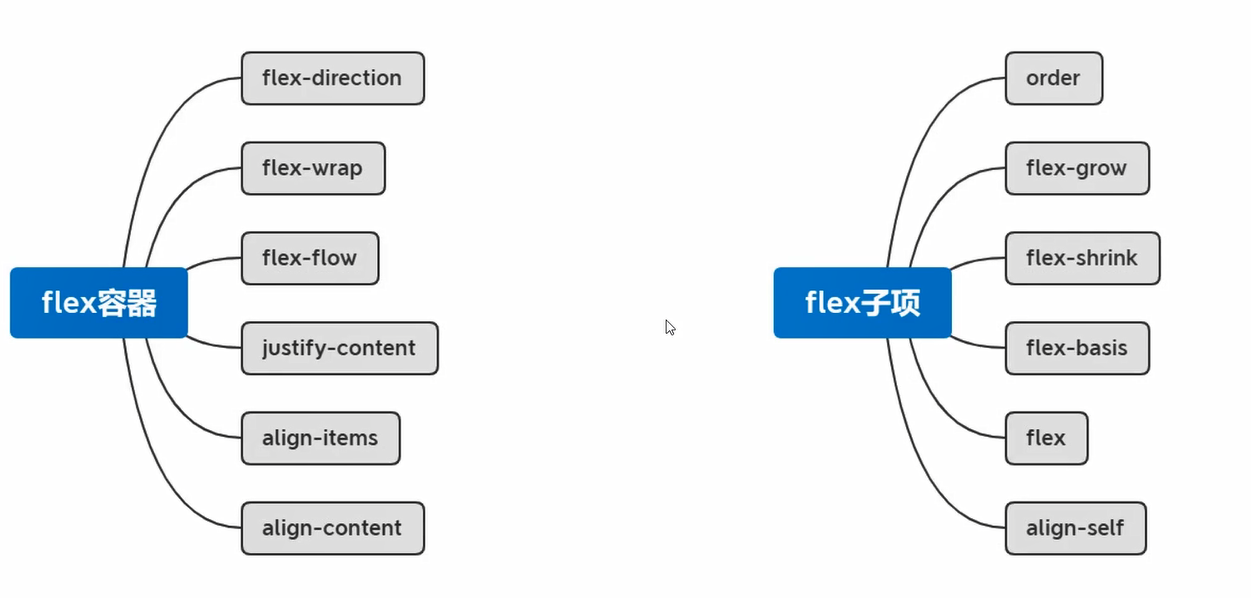 flex容器
flex-direction
flex-wrap
flex-flow
justify-content
align-items
align-content
flex子项
order
flex-grow
flex-shrink
flex-basis
flex
align-self